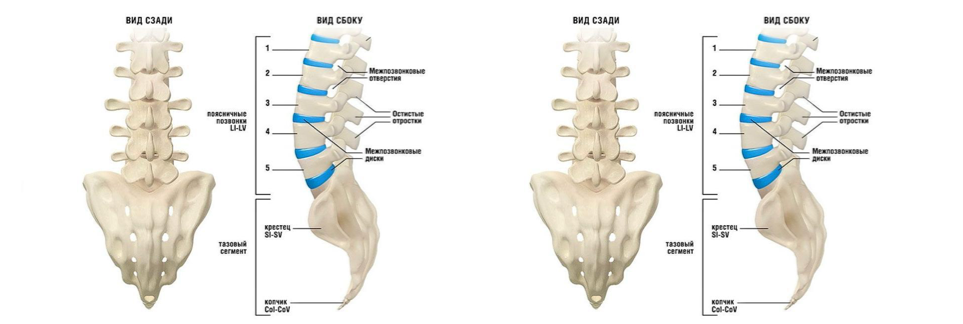 ВИД СЗАДИ
ВИД СБОКУ
1
2
3
4
5
поясничные
позвонки
LI-LV
Межпозвонковые
отверстия
Остистые
отростки
Межпозвонковые
диски
тазовый
сегмент
крестец
SI-SV
копчик
CoI-CoV
ВИД СЗАДИ
ВИД СБОКУ
1
2
3
4
5
поясничные
позвонки
LI-LV
Межпозвонковые
отверстия
Остистые
отростки
Межпозвонковые
диски
тазовый
сегмент
крестец
SI-SV
копчик
CoI-CoV